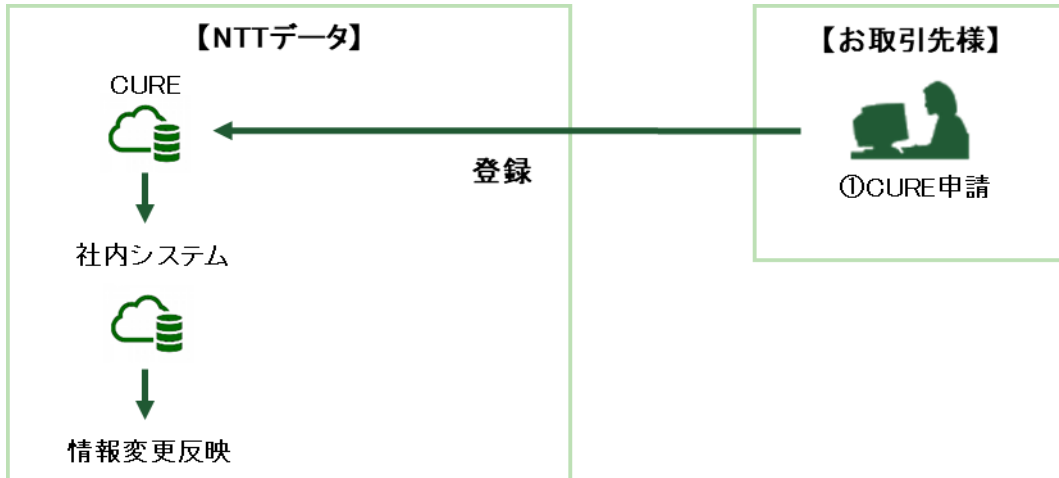 【NTTデータ】
CURE
社内システム
情報変更反映
登録
【お取引先様】
①CURE申請